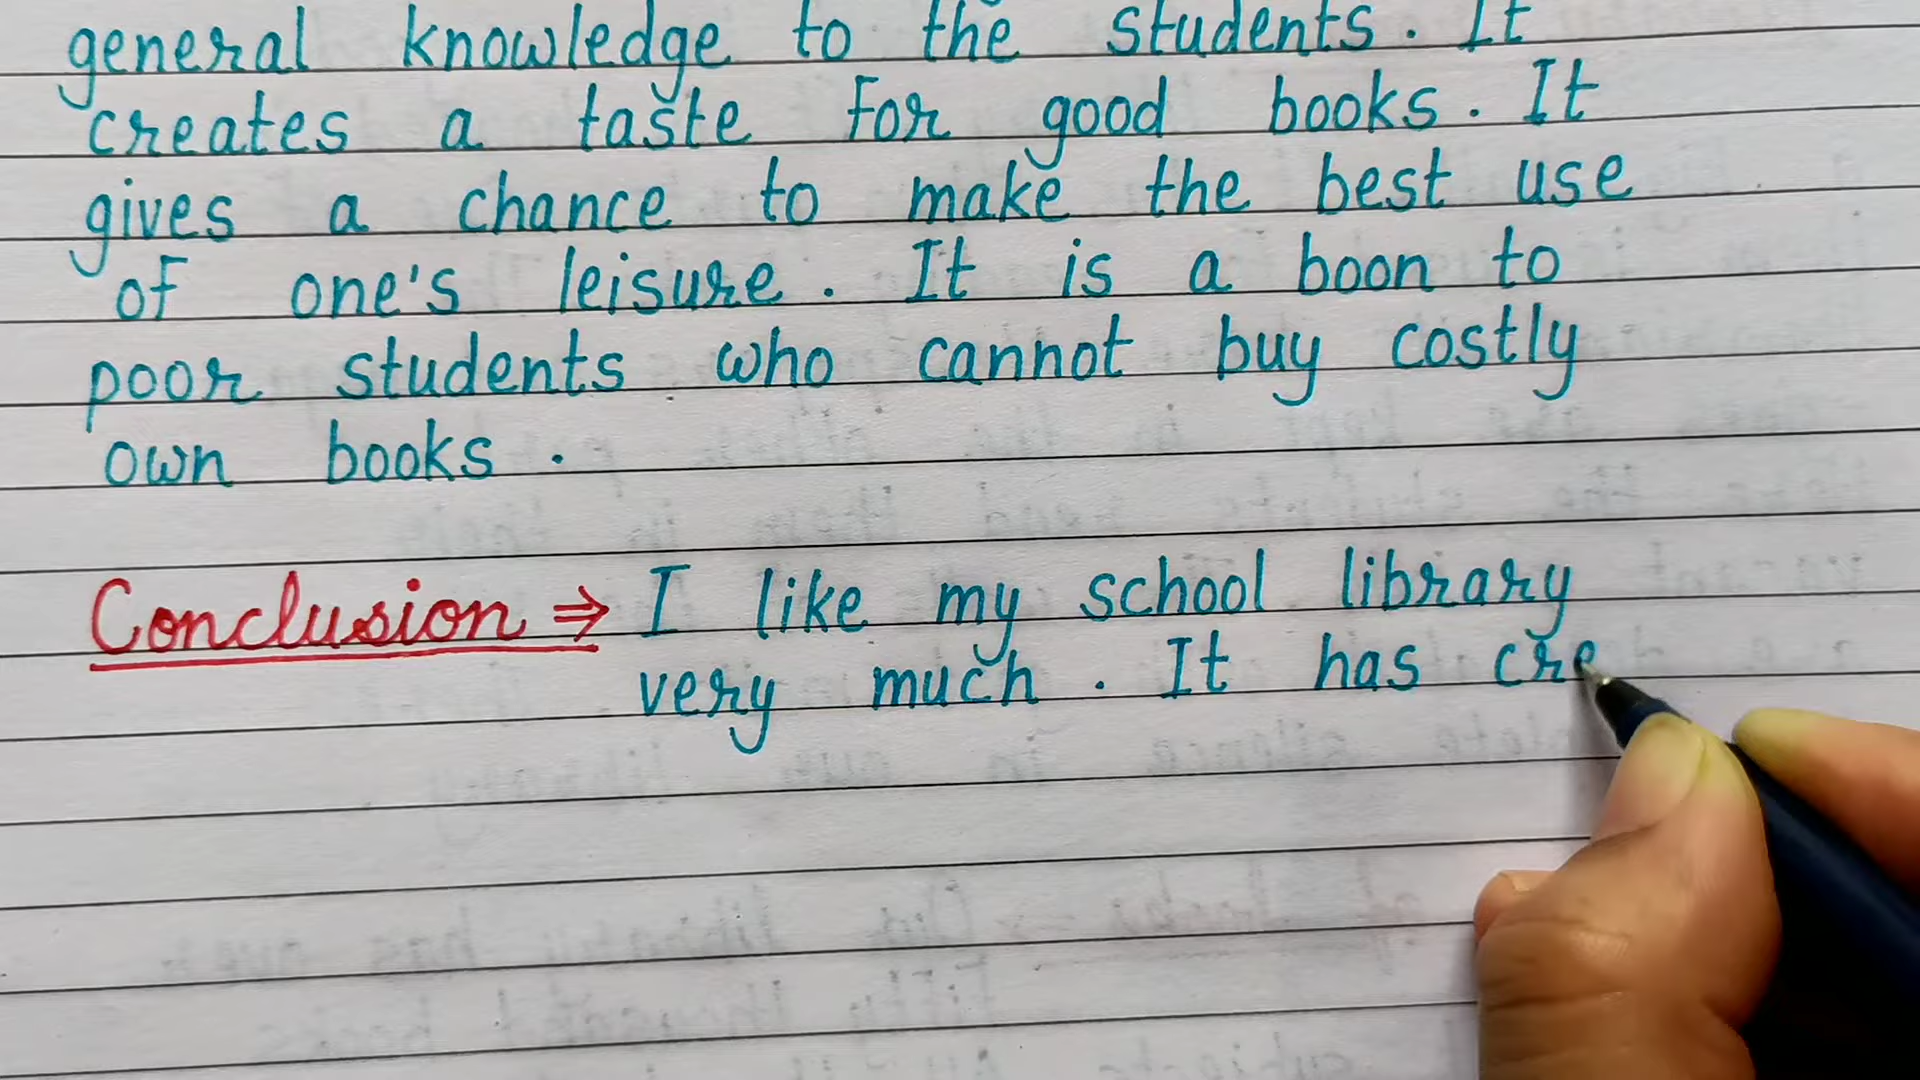 general knowledge to the students. It
creates a taste for good books. It
gives a chance to make the best use
of one's leisure. It is a boon to
poor students who cannot buy costly
own books.
Conclusion ⇒ I like my school library
very much. It has cre